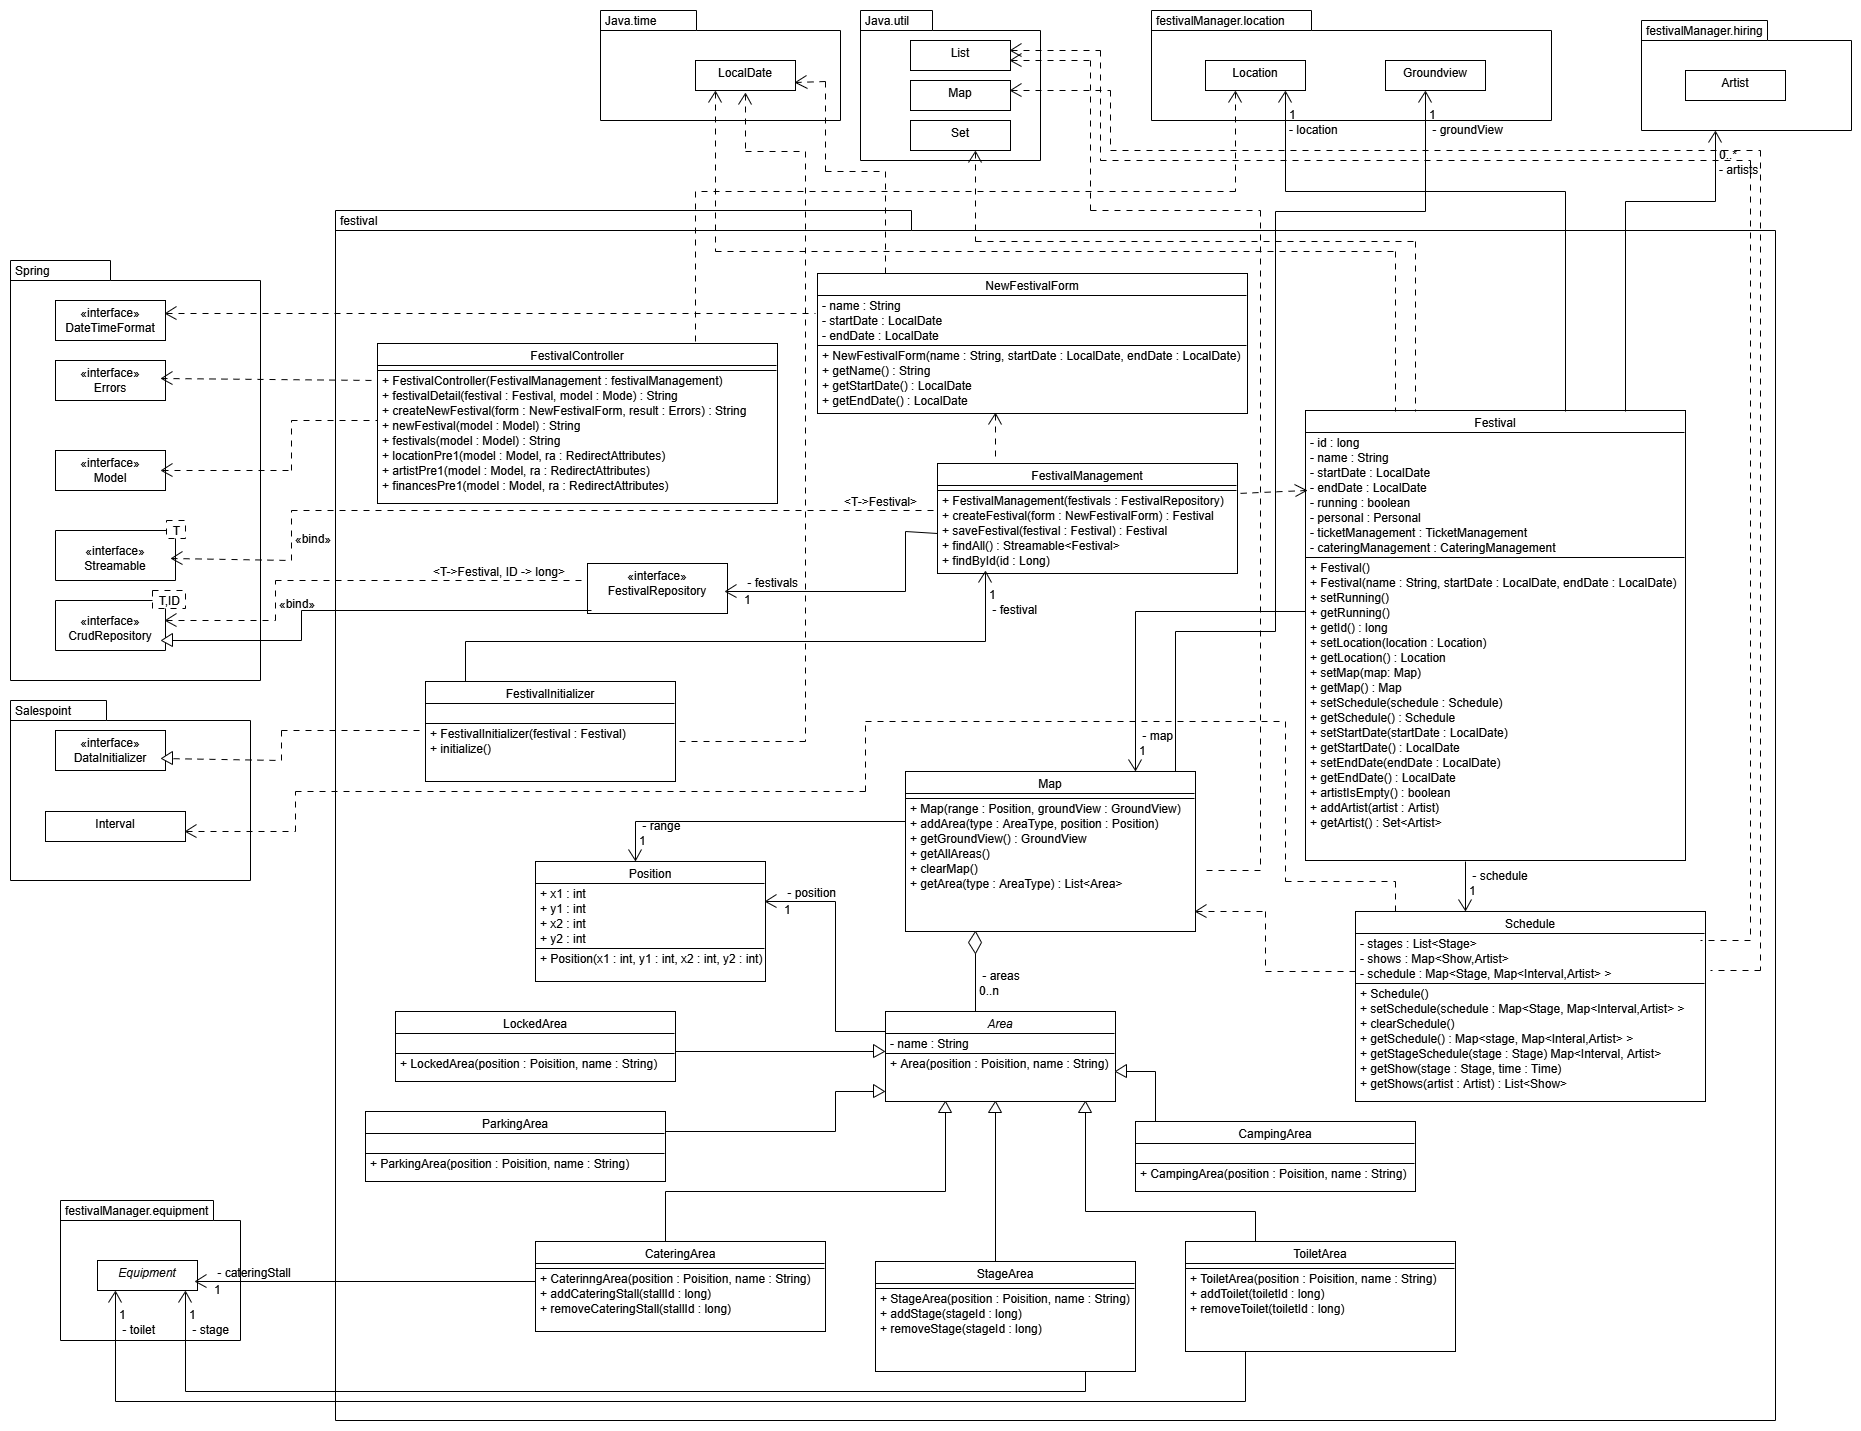 Java.time
LocalDate
Java.util
List
Map
Set
festivalManager.location
Location
Groundview
1
- location
1
- groundView
festivalManager.hiring
Artist
0..*
- artists
festival
Spring
«interface»
DateTimeFormat
«interface»
Errors
«interface»
Model
T
«interface»
Streamable
T,ID
«interface»
CrudRepository
NewFestivalForm
- name : String
- startDate : LocalDate
- endDate : LocalDate
+ NewFestivalForm(name : String, startDate : LocalDate, endDate : LocalDate)
+ getName() : String
+ getStartDate() : LocalDate
+ getEndDate() : LocalDate
FestivalController
+ FestivalController(FestivalManagement : festivalManagement)
+ festivalDetail(festival : Festival, model : Mode) : String
+ createNewFestival(form : NewFestivalForm, result : Errors) : String
+ newFestival(model : Model) : String
+ festivals(model : Model) : String
+ locationPre1(model : Model, ra : RedirectAttributes)
+ artistPre1(model : Model, ra : RedirectAttributes)
+ financesPre1(model : Model, ra : RedirectAttributes)
FestivalManagement
+ FestivalManagement(festivals : FestivalRepository)
+ createFestival(form : NewFestivalForm) : Festival
+ saveFestival(festival : Festival) : Festival
+ findAll() : Streamable<Festival>
+ findById(id : Long)
<T->Festival>
«bind»
<T->Festival, ID -> long>
«bind»
«interface»
FestivalRepository
- festivals
1
1
- festival
Festival
- id : long
- name : String
- startDate : LocalDate
- endDate : LocalDate
- running : boolean
- personal : Personal
- ticketManagement : TicketManagement
- cateringManagement : CateringManagement
+ Festival()
+ Festival(name : String, startDate : LocalDate, endDate : LocalDate)
+ setRunning()
+ getRunning()
+ getId() : long
+ setLocation(location : Location)
+ getLocation() : Location
+ setMap(map: Map)
+ getMap() : Map
+ setSchedule(schedule : Schedule)
+ getSchedule() : Schedule
+ setStartDate(startDate : LocalDate)
+ getStartDate() : LocalDate
+ setEndDate(endDate : LocalDate)
+ getEndDate() : LocalDate
+ artistIsEmpty() : boolean
+ addArtist(artist : Artist)
+ getArtist() : Set<Artist>
FestivalInitializer
+ FestivalInitializer(festival : Festival)
+ initialize()
Salespoint
«interface»
DataInitializer
Interval
- map
1
Map
+ Map(range : Position, groundView : GroundView)
+ addArea(type : AreaType, position : Position)
+ getGroundView() : GroundView
+ getAllAreas()
+ clearMap()
+ getArea(type : AreaType) : List<Area>
- range
1
Position
+ x1 : int
+ y1 : int
+ x2 : int
+ y2 : int
+ Position(x1 : int, y1 : int, x2 : int, y2 : int)
- position
1
- schedule
1
Schedule
- stages : List<Stage>
- shows : Map<Show,Artist>
- schedule : Map<Stage, Map<Interval,Artist> >
+ Schedule()
+ setSchedule(schedule : Map<Stage, Map<Interval,Artist> >
+ clearSchedule()
+ getSchedule() : Map<stage, Map<Interal,Artist> >
+ getStageSchedule(stage : Stage) Map<Interval, Artist>
+ getShow(stage : Stage, time : Time)
+ getShows(artist : Artist) : List<Show>
- areas
0..n
Area
- name : String
+ Area(position : Poisition, name : String)
LockedArea
+ LockedArea(position : Poisition, name : String)
ParkingArea
+ ParkingArea(position : Poisition, name : String)
CampingArea
+ CampingArea(position : Poisition, name : String)
festivalManager.equipment
Equipment
- cateringStall
1
1
- toilet
1
- stage
CateringArea
+ CaterinngArea(position : Poisition, name : String)
+ addCateringStall(stallId : long)
+ removeCateringStall(stallId : long)
StageArea
+ StageArea(position : Poisition, name : String)
+ addStage(stageId : long)
+ removeStage(stageId : long)
ToiletArea
+ ToiletArea(position : Poisition, name : String)
+ addToilet(toiletId : long)
+ removeToilet(toiletId : long)